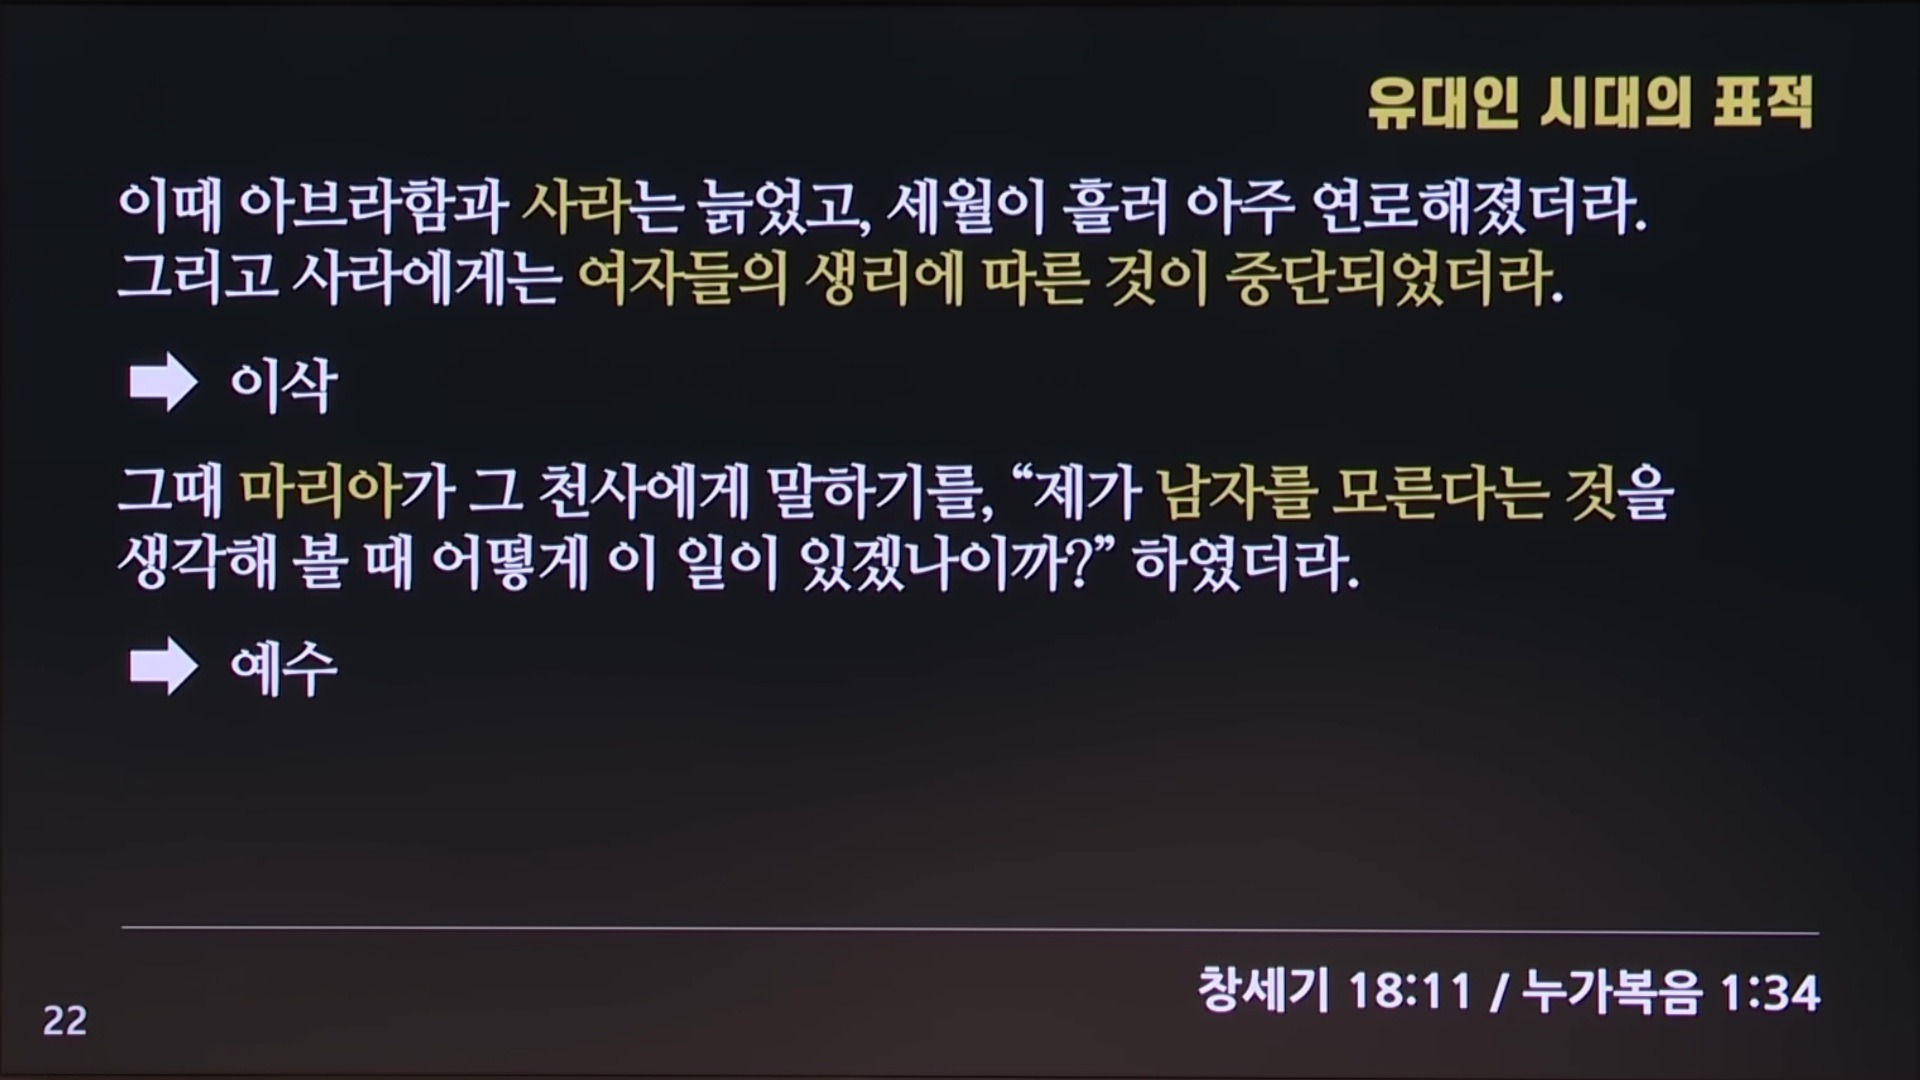 유대인 시대의 표적
이때 아브라함과 사라는 늙었고, 세월이 흘러 아주 연로해졌더라.
그리고 사라에게는 여자들의 생리에 따른 것이 중단되었더라.
➡ 이삭
그때 마리아가 그 천사에게 말하기를, “제가 남자를 모른다는 것을
생각해 볼 때 어떻게 이 일이 있겠나이까?” 하였더라.
➡ 예수
창세기 18:11 / 누가복음 1:34
22